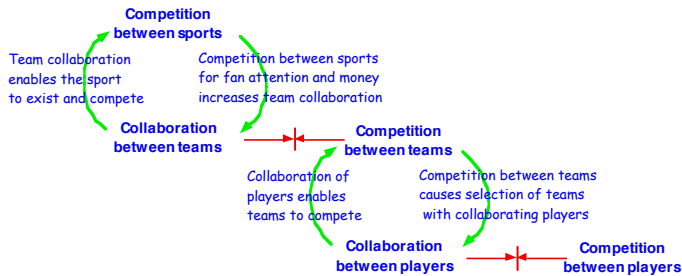 Competition
between sports
Team collaboration
enables the sport
to exist and compete
Competition between sports
for fan attention and money
increases team collaboration
Collaboration
between teams
Competition
between teams
Collaboration of
players enables
teams to compete
Competition between teams
causes selection of teams
with collaborating players
Collaboration
between players
Competition
between players